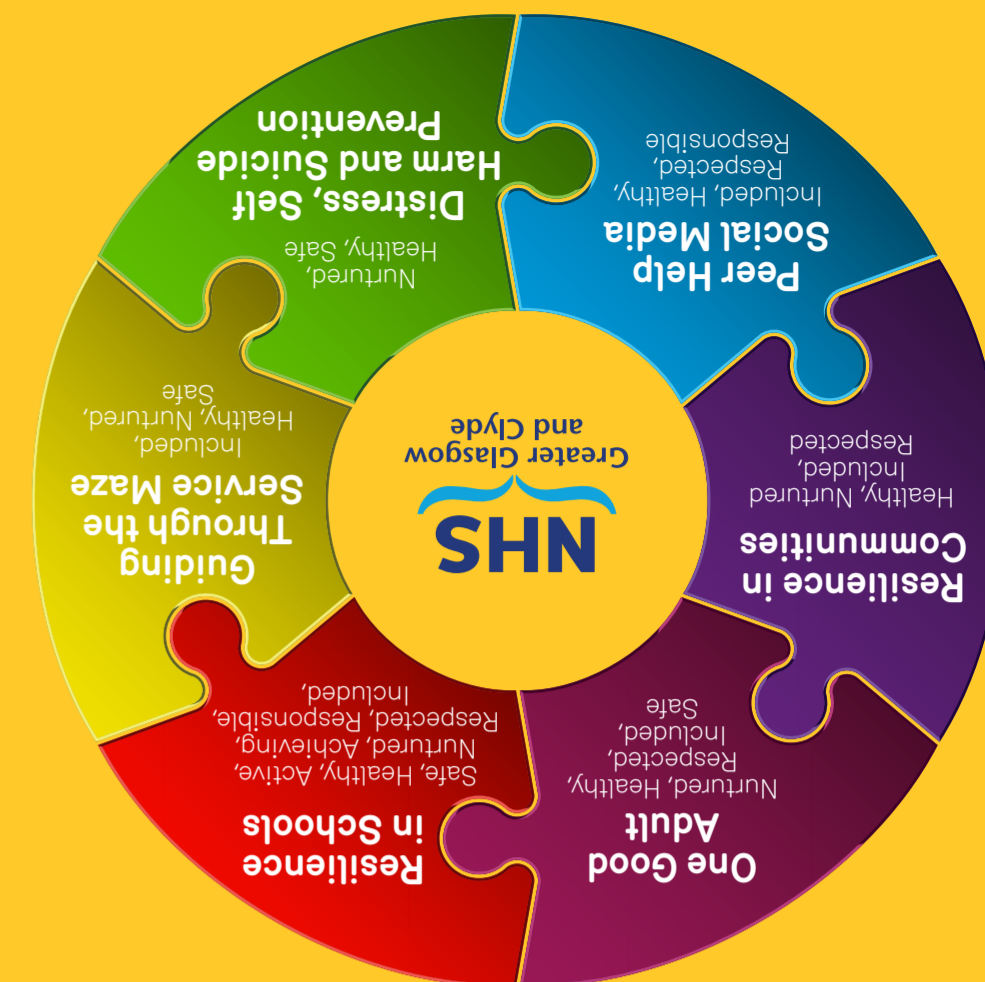 One Good
Adult
Nurtured, Healthy,
Respected,
Included,
Safe
Resilience
in Schools
Safe, Healthy, Active,
Nurtured, Achieving,
Respected, Responsible,
Included,
Resilience in
Communities
Healthy, Nurtured
Included,
Respected
NHS
Greater Glasgow
and Clyde
Guiding
Through the
Service Maze
Included,
Healthy, Nurtured,
Safe
Peer Help
Social Media
Included, Healthy,
Respected,
Responsible
Nurtured,
Healthy, Safe
Distress, Self
Harm and Suicide
Prevention